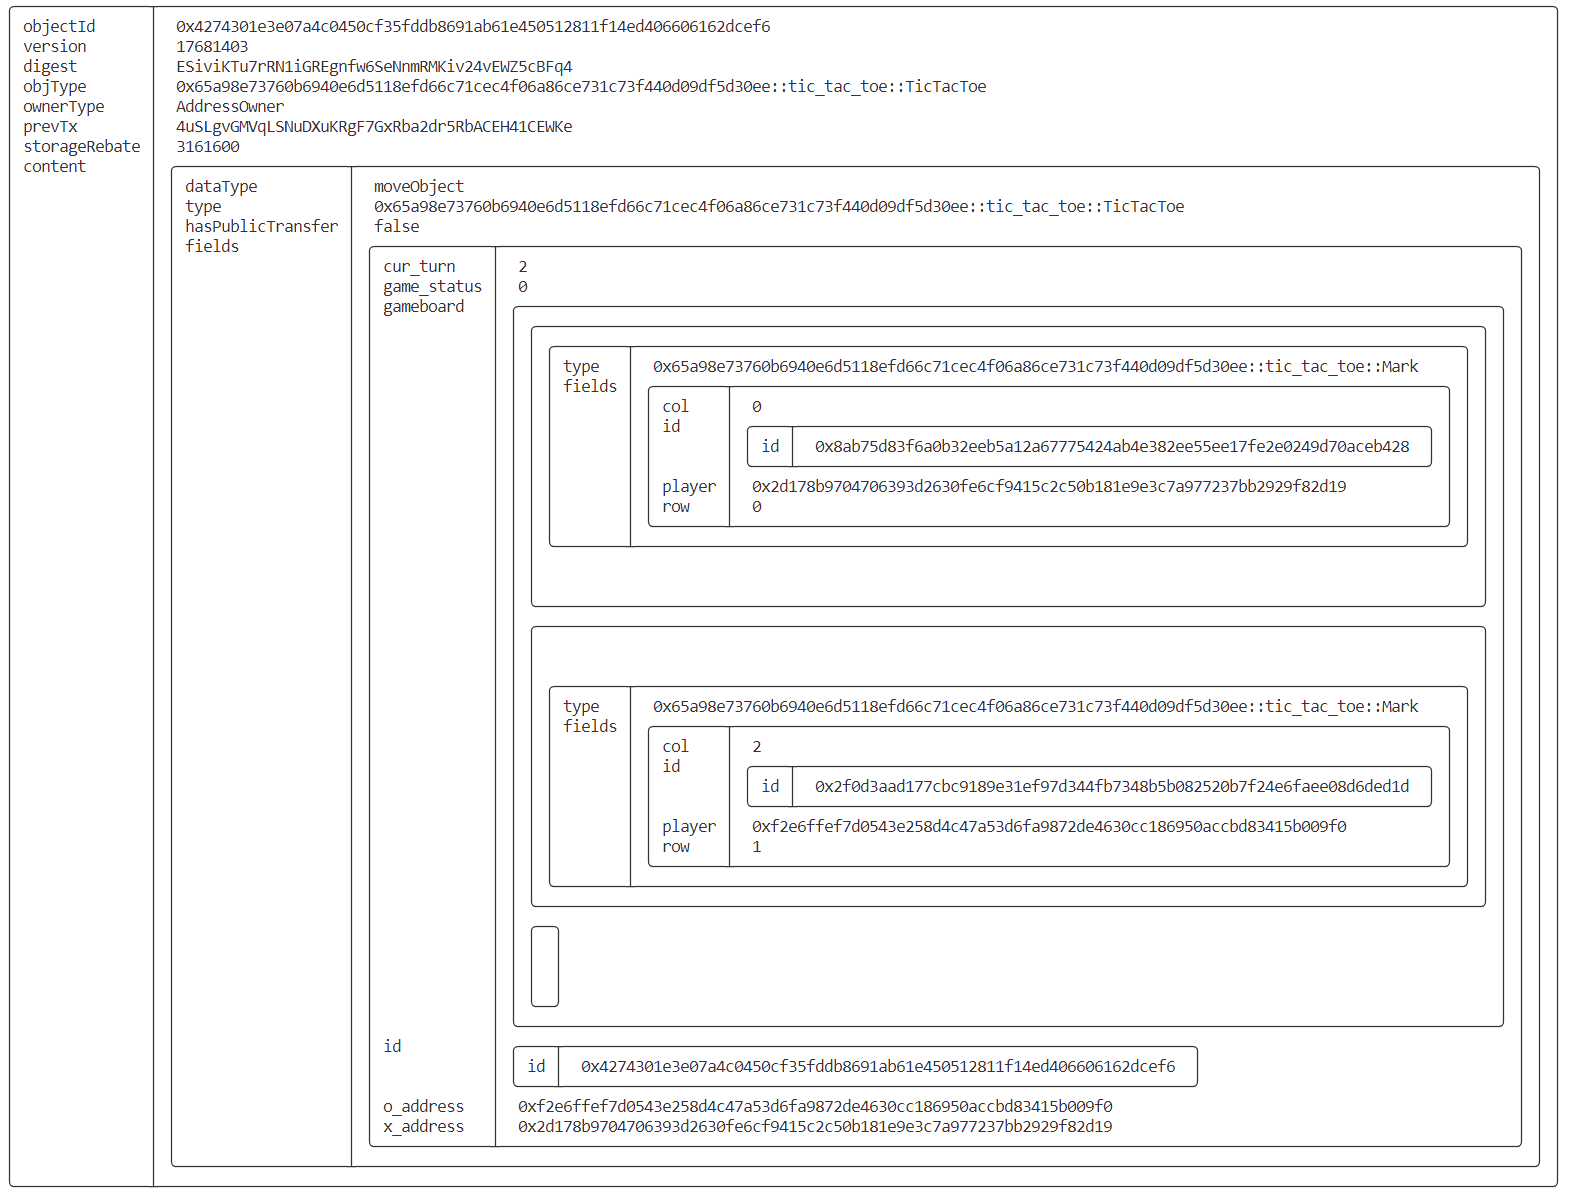 objectId 0x4274301e3e07a4c0450cf35fddb8691ab61e450512811f14ed406606162dcef6
version 17681403
digest ESiviKTu7rRN1iGREgnfw6SeNnmRMKiv24vEWZ5cBFq4
objType 0x65a98e73760b6940e6d5118efd66c71cec4f06a86ce731c73f440d09df5d30ee::tic_tac_toe::TicTacToe
ownerType AddressOwner
prevTx 4uSLgvGMVqLSNuDXuKRgF7GxRba2dr5RbACEH41CEWKe
storageRebate 3161600
content
dataType moveObject
type 0x65a98e73760b6940e6d5118efd66c71cec4f06a86ce731c73f440d09df5d30ee::tic_tac_toe::TicTacToe
hasPublicTransfer false
fields
cur_turn 2
game_status 0
gameboard
type 0x65a98e73760b6940e6d5118efd66c71cec4f06a86ce731c73f440d09df5d30ee::tic_tac_toe::Mark
fields
col 0
id
id 0x8ab75d83f6a0b32eeb5a12a67775424ab4e382ee55ee17fe2e0249d70aceb428
player 0x2d178b9704706393d2630fe6cf9415c2c50b181e9e3c7a977237bb2929f82d19
row 0
type 0x65a98e73760b6940e6d5118efd66c71cec4f06a86ce731c73f440d09df5d30ee::tic_tac_toe::Mark
fields
col 2
id
id 0x2f0d3aad177cbc9189e31ef97d344fb7348b5b082520b7f24e6faee08d6ded1d
player 0xf2e6ffef7d0543e258d4c47a53d6fa9872de4630cc186950accbd83415b009f0
row 1
id
id 0x4274301e3e07a4c0450cf35fddb8691ab61e450512811f14ed406606162dcef6
o_address 0xf2e6ffef7d0543e258d4c47a53d6fa9872de4630cc186950accbd83415b009f0
x_address 0x2d178b9704706393d2630fe6cf9415c2c50b181e9e3c7a977237bb2929f82d19